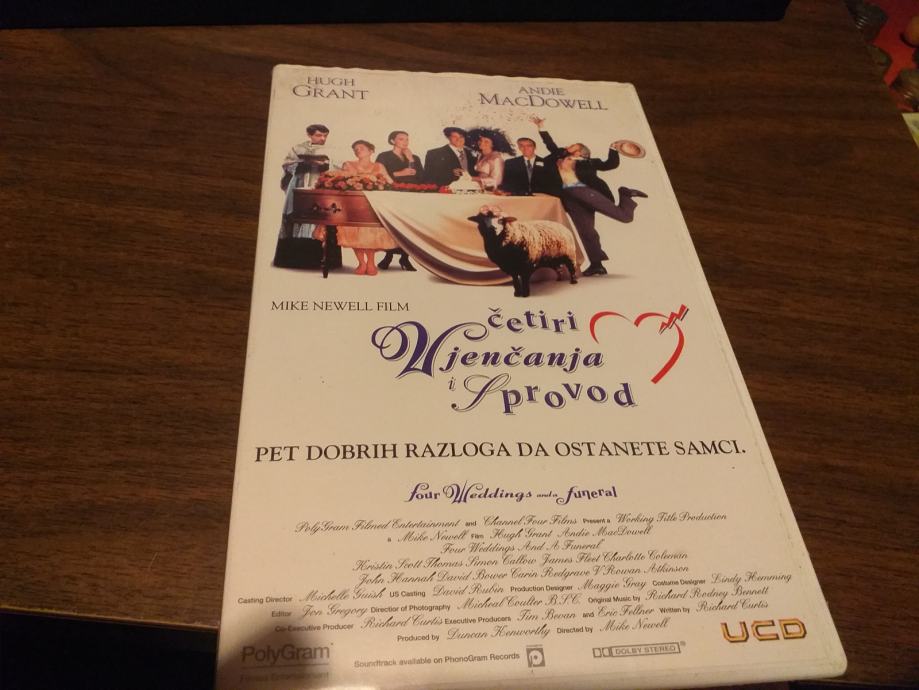 HUGH GRANT
ANDIE MACDOWELL
MIKE NEWELL FILM
četiri
Vjenčanja
i Sprovod
PET DOBRIH RAZLOGA DA OSTANETE SAMCI.
four Weddings and a funeral
PolyGram Filmed Entertainment and Channel Four Films Present a Working Title Production
a Mike Newell Film Hugh Grant Andie MacDowell
"Four Weddings And A Funeral"
Kristin Scott Thomas Simon Callow James Fleet Charlotte Coleman
John Hannah David Bower Corin Redgrave & Rowan Atkinson
Casting Director Michelle Guish US Casting David Rubin Production Designer Maggie Gray Costume Designer Lindy Hemming
Editor Jon Gregory Director of Photography Micheal Coulter B.S.C. Original Music by Richard Rodney Bennett
Co-Executive Producer Richard Curtis Executive Producers Tim Bevan and Eric Fellner Written by Richard Curtis
Produced by Duncan Kenworthy Directed by Mike Newell
PolyGram
Filmed Entertainment
Soundtrack available on PhonoGram Records
DOLBY STEREO
UCD